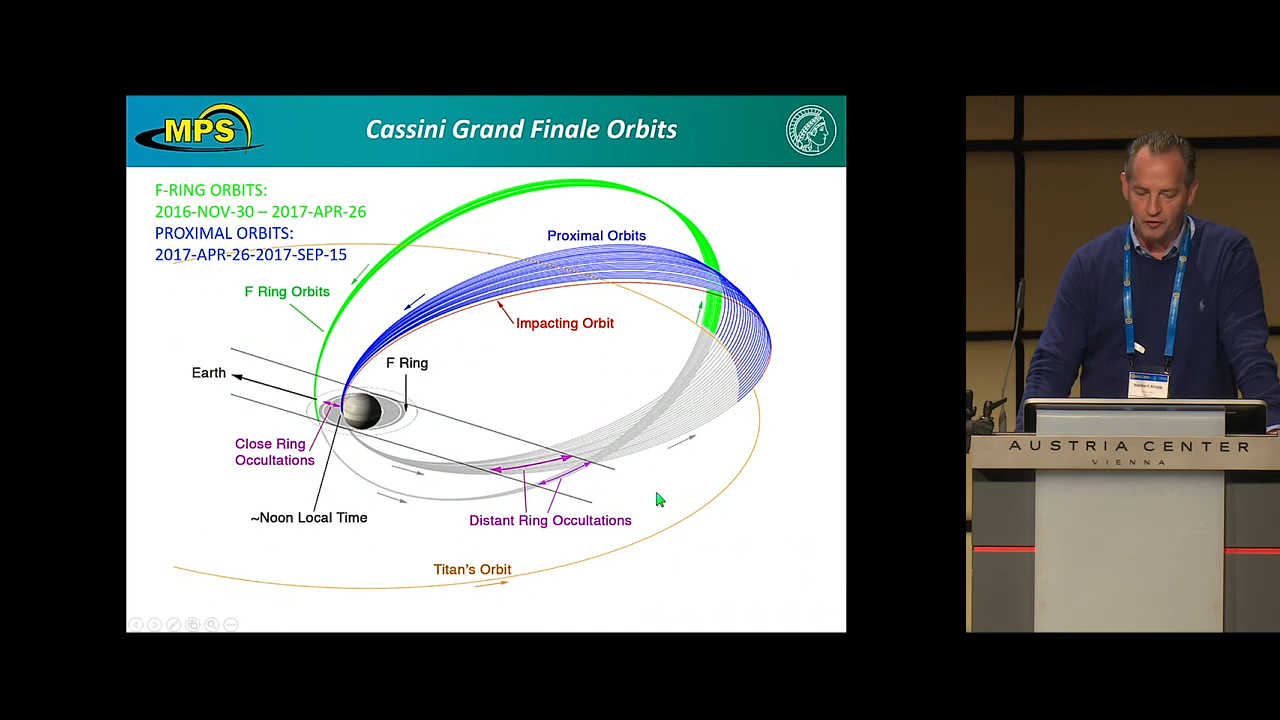 MPS
Cassini Grand Finale Orbits
F-RING ORBITS:
2016-NOV-30 – 2017-APR-26
PROXIMAL ORBITS:
2017-APR-26-2017-SEP-15
Proximal Orbits
F Ring Orbits
Impacting Orbit
F Ring
Earth
Close Ring
Occultations
~Noon Local Time
Distant Ring Occultations
Titan's Orbit
Norbert Krupp
AUSTRIA CENTER
VIENNA